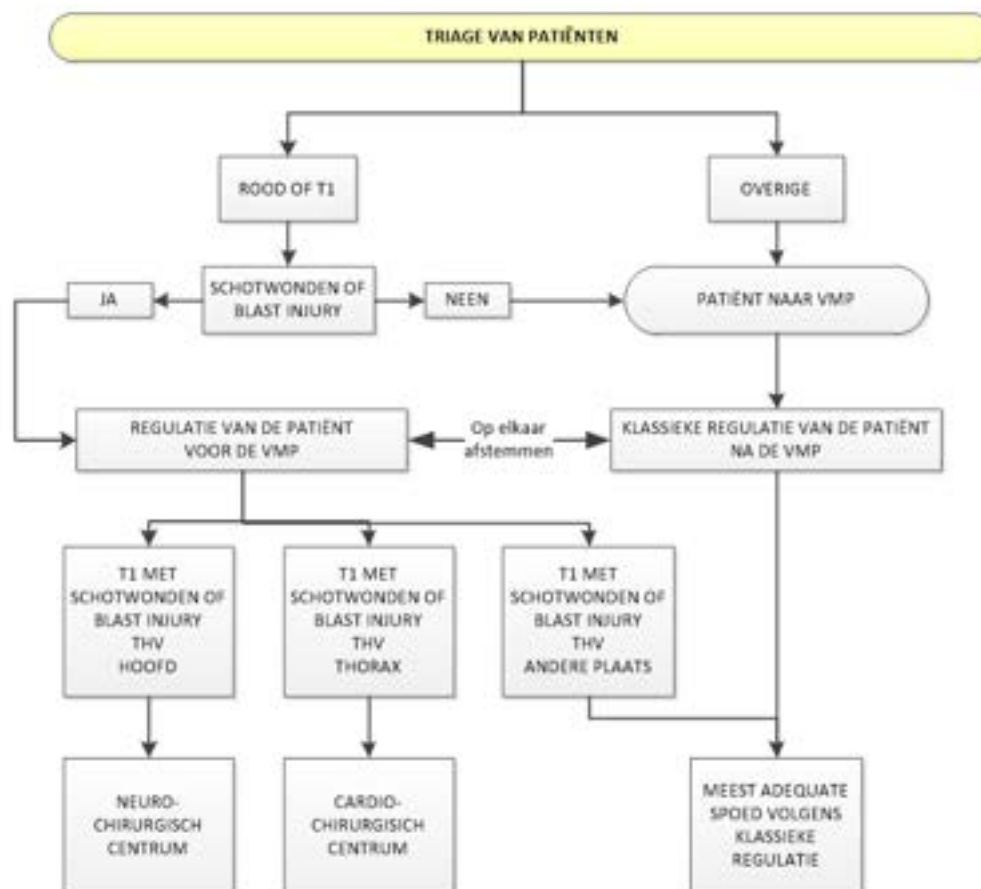 TRIAGE VAN PATIËNTEN
ROOD OF T1
OVERIGE
JA
SCHOTWONDEN OF
BLAST INJURY
NEEN
PATIËNT NAAR VMP
REGULATIE VAN DE PATIËNT
VOOR DE VMP
Op elkaar
afstemmen
KLASSIEKE REGULATIE VAN DE PATIËNT
NA DE VMP
T1 MET
SCHOTWONDEN OF
BLAST INJURY
THV
HOOFD
T1 MET
SCHOTWONDEN OF
BLAST INJURY
THV
THORAX
T1 MET
SCHOTWONDEN OF
BLAST INJURY
THV
ANDERE PLAATS
NEURO-
CHIRURGISCH
CENTRUM
CARDIO-
CHIRURGISICH
CENTRUM
MEEST ADEQUATE
SPOED VOLGENS
KLASSIEKE
REGULATIE